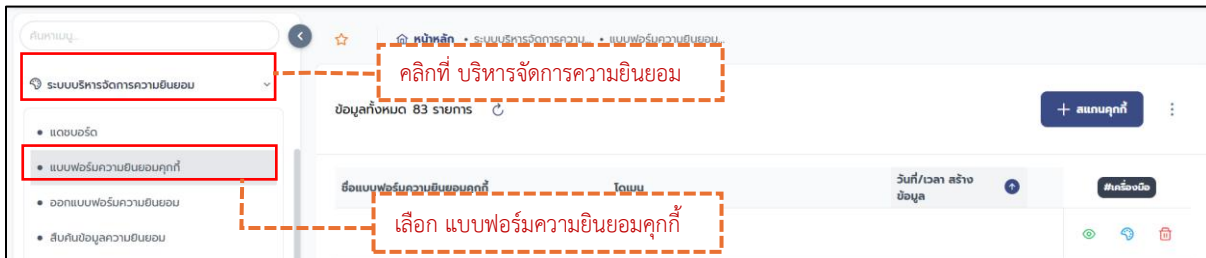 ค้นหาเมนู..
หน้าหลัก • ระบบบริหารจัดการความ... • แบบฟอร์มความยินยอม...
ระบบบริหารจัดการความยินยอม
คลิกที่ บริหารจัดการความยินยอม
ข้อมูลทั้งหมด 83 รายการ
+ สแกนคุกกี้
• แดชบอร์ด
• แบบฟอร์มความยินยอมคุกกี้
ชื่อแบบฟอร์มความยินยอมคุกกี้
โดเมน
วันที่/เวลา สร้าง
ข้อมูล
#เครื่องมือ
• ออกแบบฟอร์มความยินยอม
เลือก แบบฟอร์มความยินยอมคุกกี้
• สืบค้นข้อมูลความยินยอม